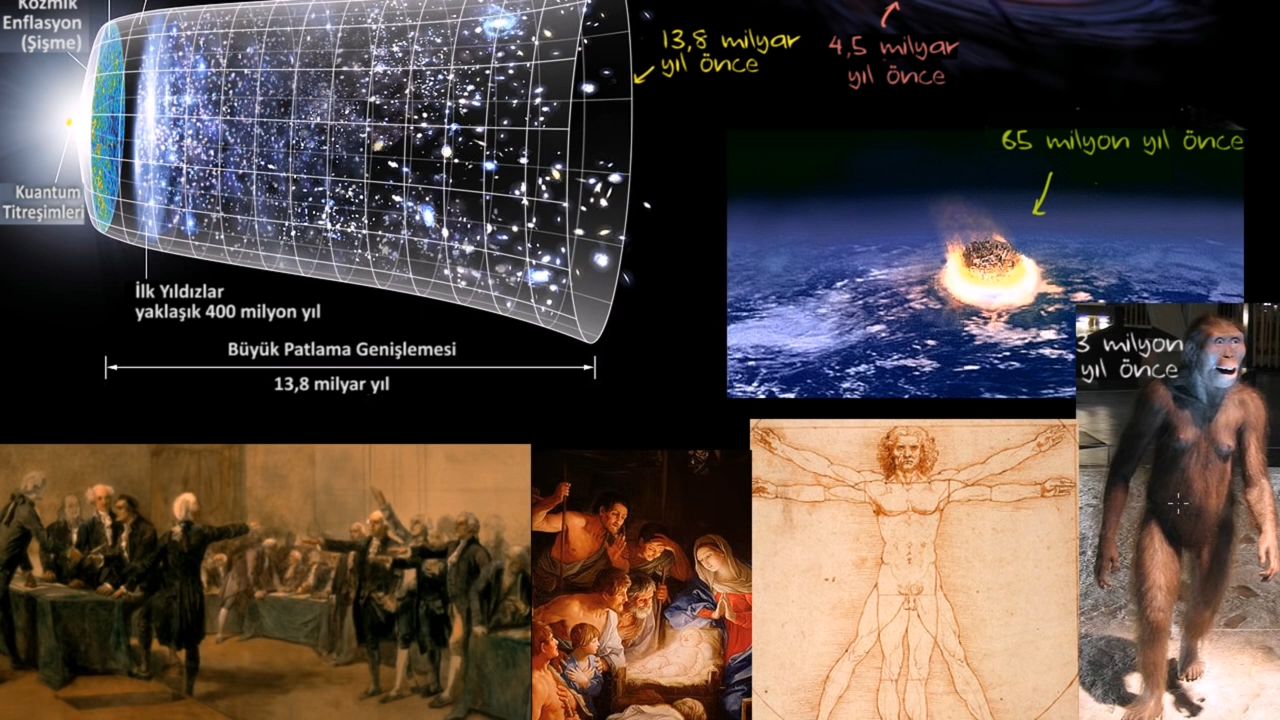 Kozmik
Enflasyon
(Şişme)
Kuantum
Titreşimleri
İlk Yıldızlar
yaklaşık 400 milyon yıl
Büyük Patlama Genişlemesi
13,8 milyar yıl
13,8 milyar
yıl önce
4,5 milyar
yıl önce
65 milyon yıl önce
3 milyon
yıl önce